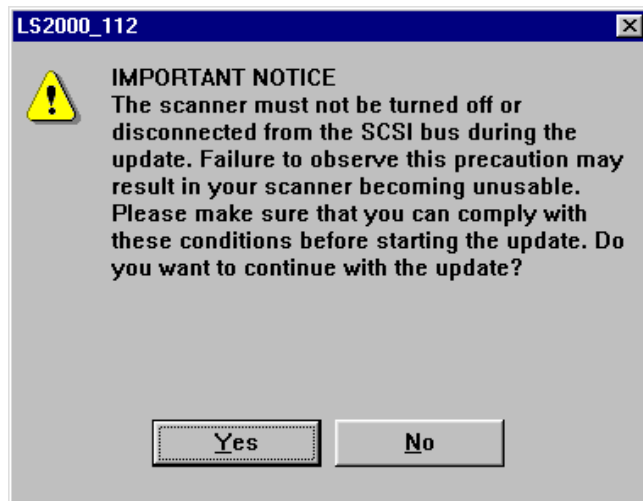 LS2000_112
IMPORTANT NOTICE
The scanner must not be turned off or
disconnected from the SCSI bus during the
update. Failure to observe this precaution may
result in your scanner becoming unusable.
Please make sure that you can comply with
these conditions before starting the update. Do
you want to continue with the update?
Yes
No